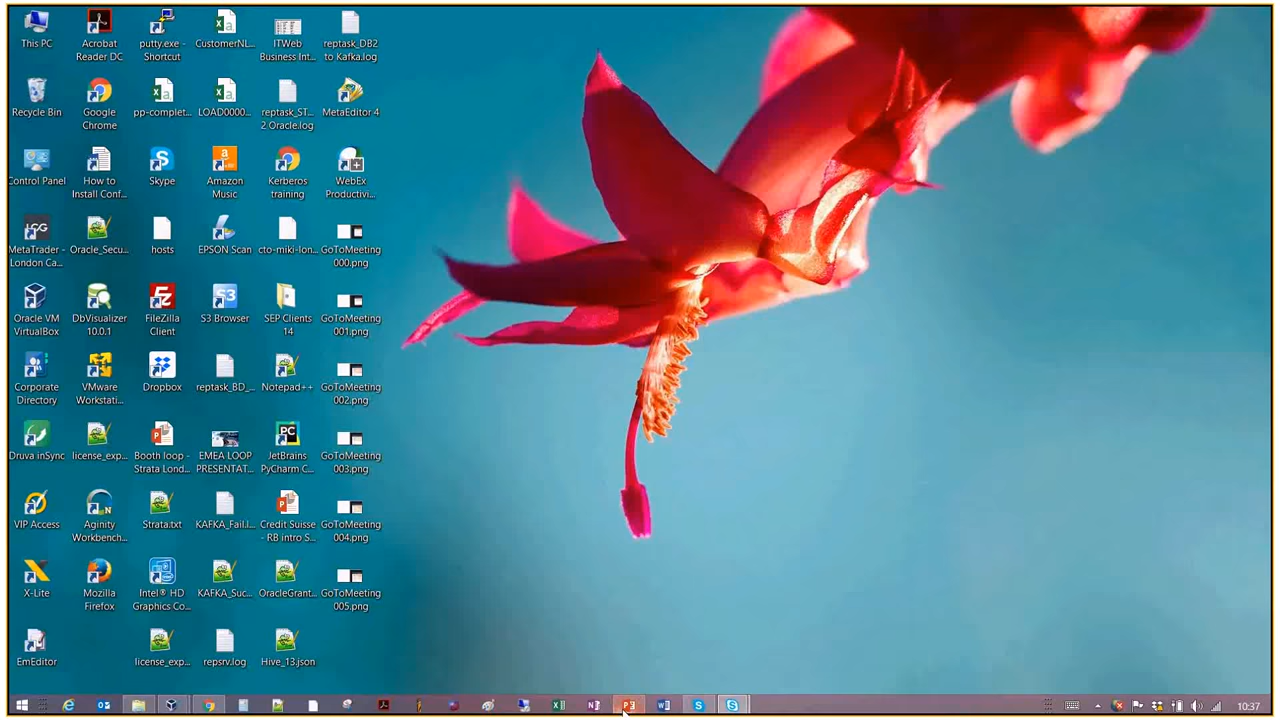 This PC
Acrobat
Reader DC
putty.exe -
Shortcut
CustomerNL...
ITWeb
Business Int...
reptask_DB2
to Kafka.log
Recycle Bin
Google
Chrome
pp-complet...
LOAD0000...
reptask_ST...
2 Oracle.log
MetaEditor 4
Control Panel
How to
Install Conf...
Skype
Amazon
Music
Kerberos
training
WebEx
Productivi...
MetaTrader -
London Ca...
Oracle_Secu...
hosts
EPSON Scan
cto-miki-lon...
GoToMeeting
000.png
Oracle VM
VirtualBox
DbVisualizer
10.0.1
FileZilla
Client
S3 Browser
SEP Clients
14
GoToMeeting
001.png
Corporate
Directory
VMware
Workstati...
Dropbox
reptask_BD_...
Notepad++
GoToMeeting
002.png
Druva inSync
license_exp...
Booth loop -
Strata Lond...
EMEA LOOP
PRESENTAT...
JetBrains
PyCharm C...
GoToMeeting
003.png
VIP Access
Aginity
Workbench...
Strata.txt
KAFKA_Fail.l...
Credit Suisse
- RB intro S...
GoToMeeting
004.png
X-Lite
Mozilla
Firefox
Intel® HD
Graphics Co...
KAFKA_Suc...
OracleGrant...
GoToMeeting
005.png
EmEditor
license_exp...
repsrv.log
Hive_13.json
10:37